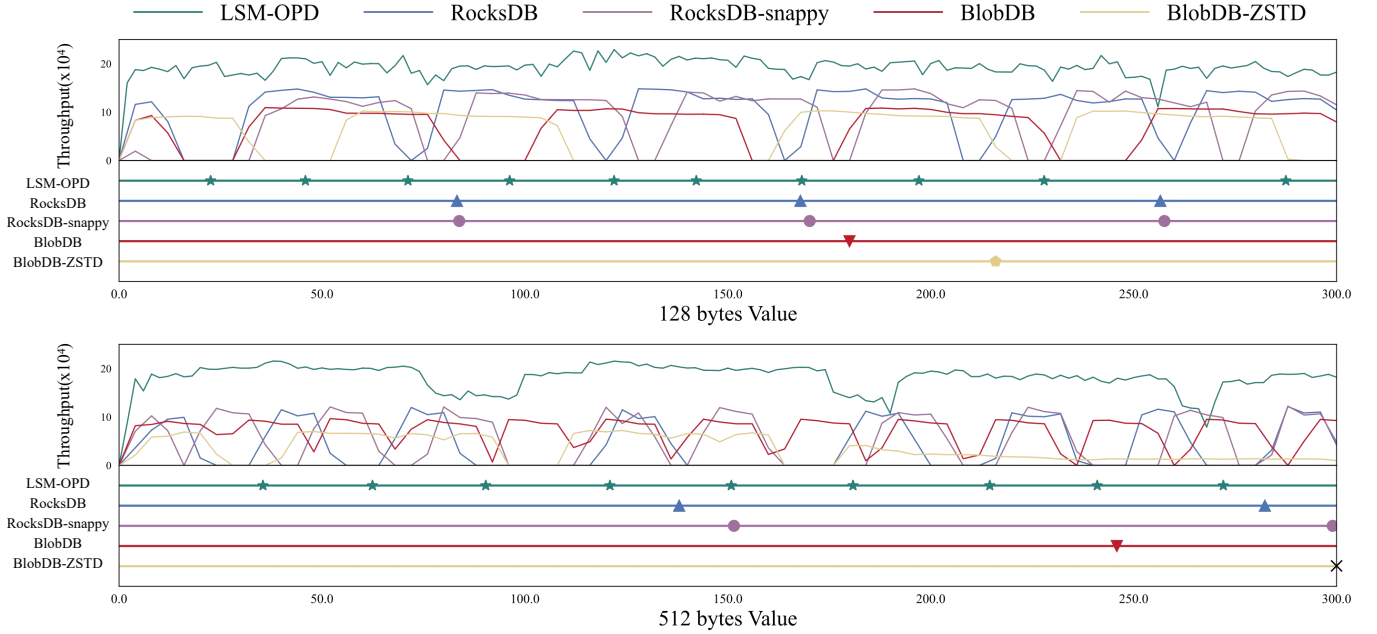 LSM-OPD RocksDB RocksDB-snappy BlobDB BlobDB-ZSTD
Throughput(x10⁴)
20
10
0
LSM-OPD
RocksDB
RocksDB-snappy
BlobDB
BlobDB-ZSTD
0.0 50.0 100.0 150.0 200.0 250.0 300.0
128 bytes Value
Throughput(x10⁴)
20
10
0
LSM-OPD
RocksDB
RocksDB-snappy
BlobDB
BlobDB-ZSTD
0.0 50.0 100.0 150.0 200.0 250.0 300.0
512 bytes Value